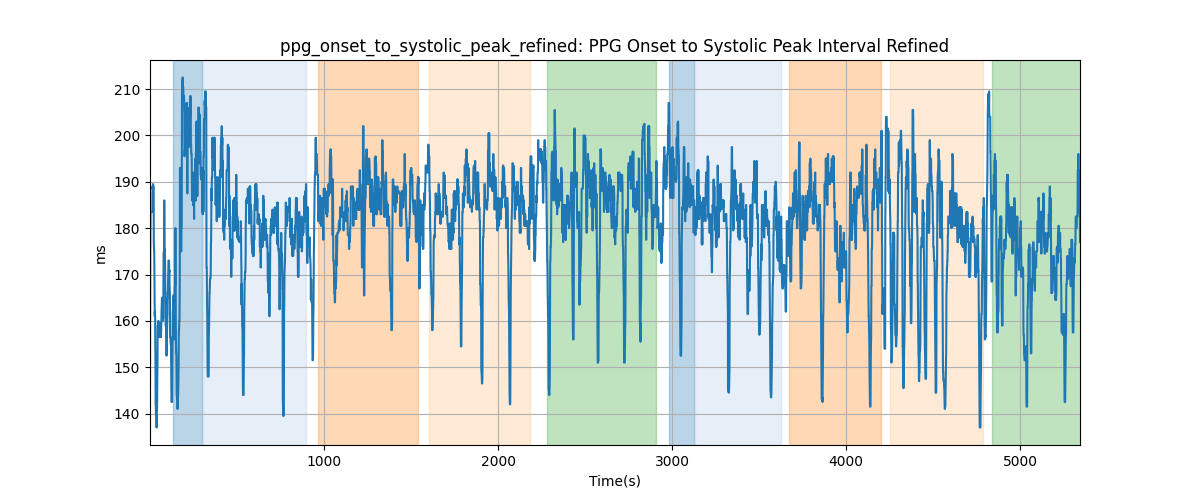 ppg_onset_to_systolic_peak_refined: PPG Onset to Systolic Peak Interval Refined
210
200
190
180
170
160
150
140
ms
1000 2000 3000 4000 5000
Time(s)